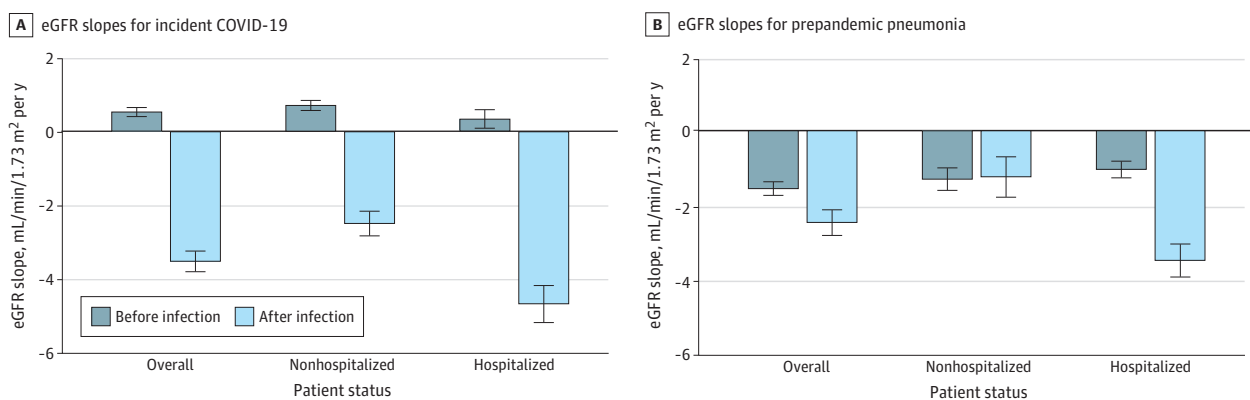 A eGFR slopes for incident COVID-19
eGFR slope, mL/min/1.73 m² per y
2
0
-2
-4
-6
Before infection After infection
Overall Nonhospitalized Hospitalized
Patient status
B eGFR slopes for prepandemic pneumonia
eGFR slope, mL/min/1.73 m² per y
2
0
-2
-4
-6
Overall Nonhospitalized Hospitalized
Patient status